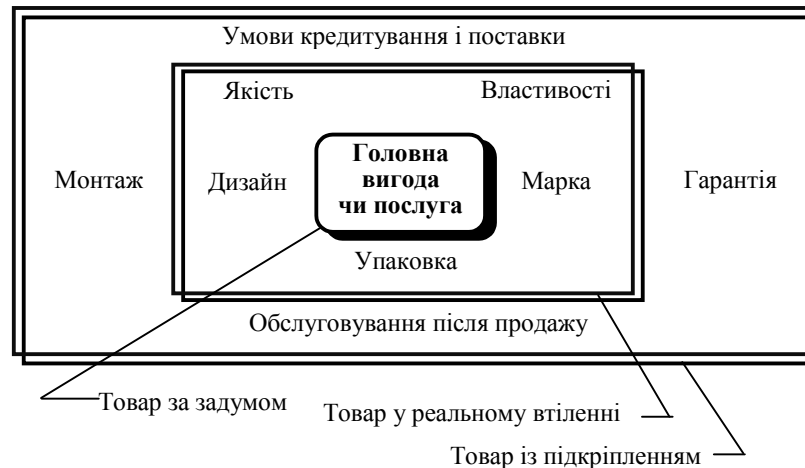 Умови кредитування і поставки
Якість
Властивості
Монтаж
Дизайн
Головна
вигода
чи послуга
Марка
Гарантія
Упаковка
Обслуговування після продажу
Товар за задумом
Товар у реальному втіленні
Товар із підкріпленням